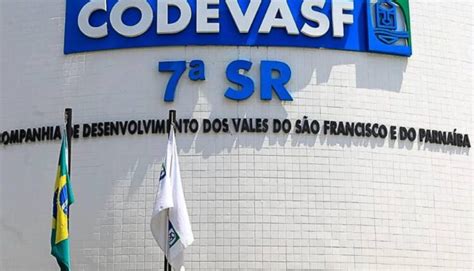 CODEVASF
7ª SR
COMPANHIA DE DESENVOLVIMENTO DOS VALES DO SÃO FRANCISCO E DO PARNAÍBA